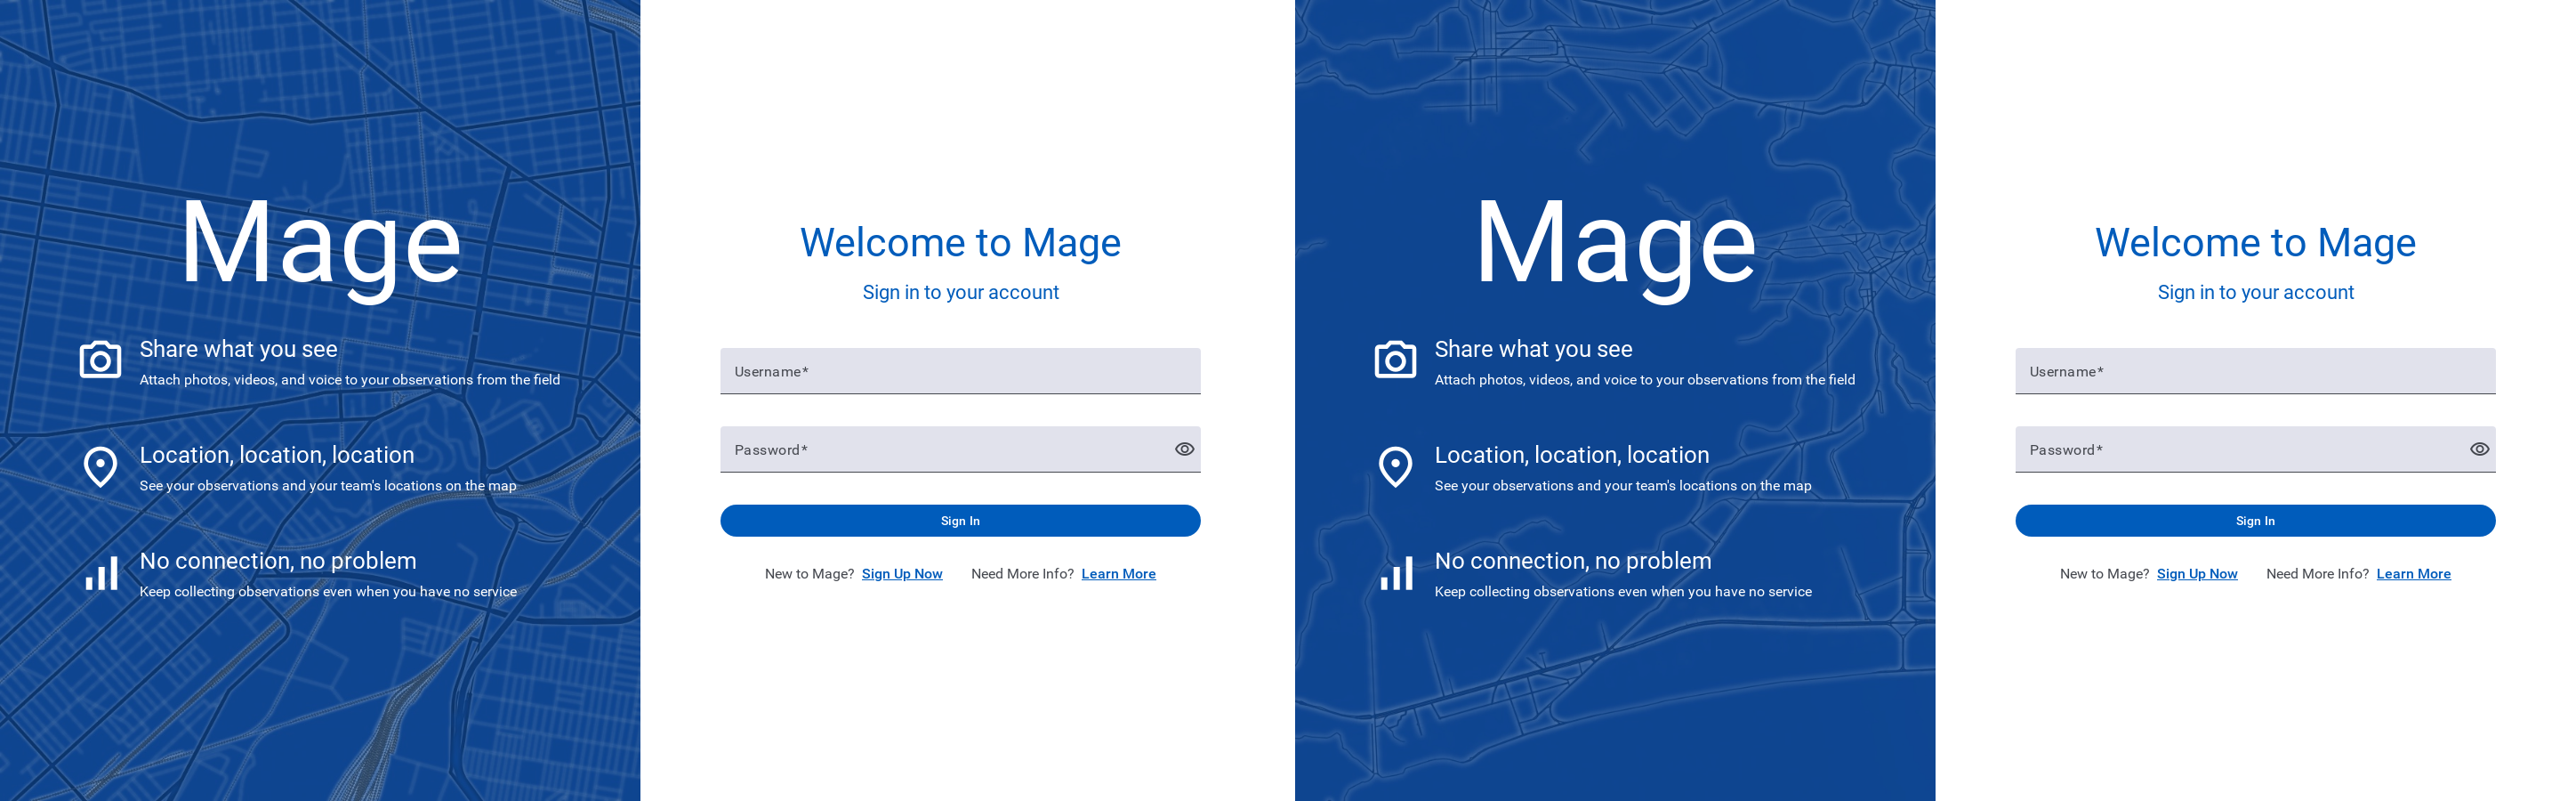 Mage
Share what you see
Attach photos, videos, and voice to your observations from the field
Location, location, location
See your observations and your team's locations on the map
No connection, no problem
Keep collecting observations even when you have no service
Welcome to Mage
Sign in to your account
Username*
Password*
Sign In
New to Mage? Sign Up Now Need More Info? Learn More
Mage
Share what you see
Attach photos, videos, and voice to your observations from the field
Location, location, location
See your observations and your team's locations on the map
No connection, no problem
Keep collecting observations even when you have no service
Welcome to Mage
Sign in to your account
Username*
Password*
Sign In
New to Mage? Sign Up Now Need More Info? Learn More